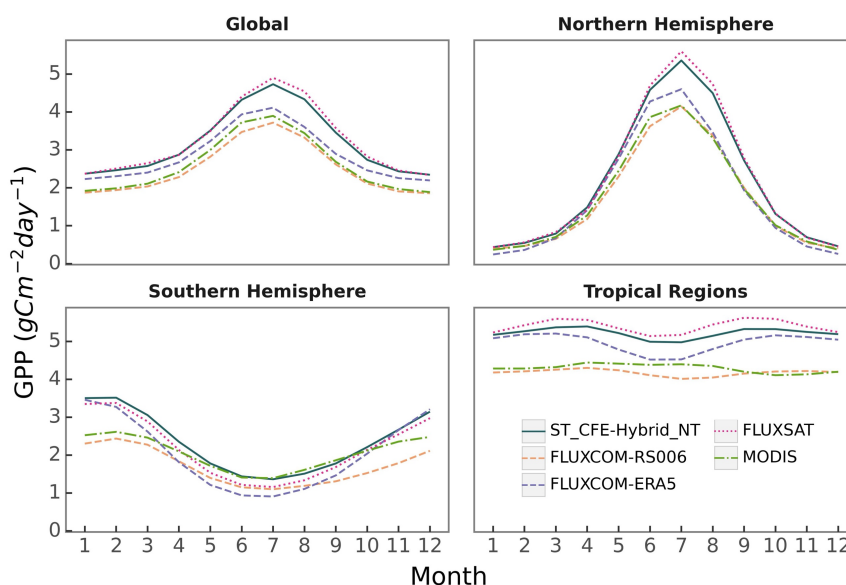 Global
Northern Hemisphere
5
4
3
2
1
0
Southern Hemisphere
Tropical Regions
5
4
3
2
1
0
GPP (gCm−2day−1)
ST_CFE-Hybrid_NT
FLUXCOM-RS006
FLUXCOM-ERA5
FLUXSAT
MODIS
1 2 3 4 5 6 7 8 9 10 11 12
1 2 3 4 5 6 7 8 9 10 11 12
Month